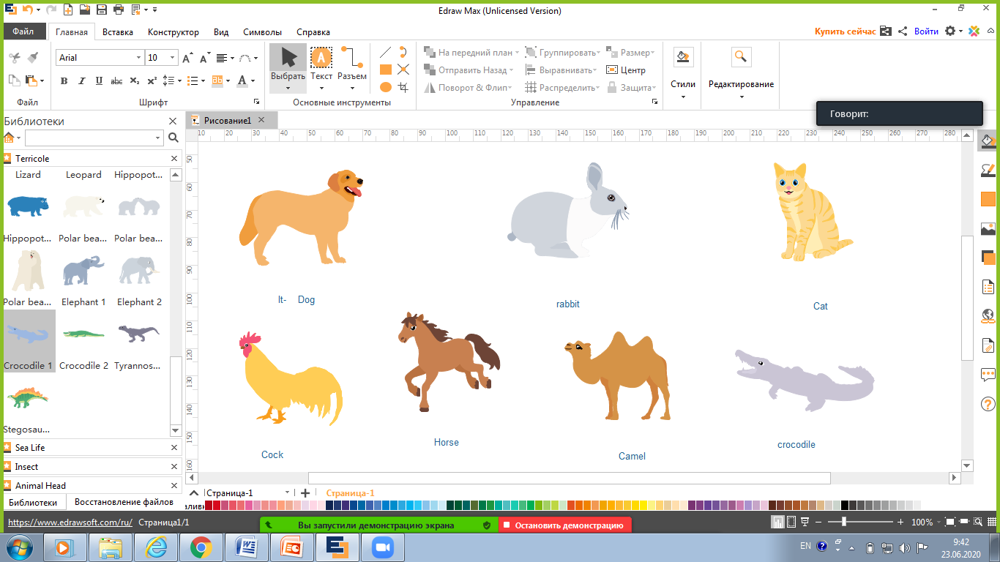 Edraw Max (Unlicensed Version)
Файл Главная Вставка Конструктор Вид Символы Справка Купить сейчас Войти
Arial 10
Выбрать Текст Разъем
На передний план Группировать Размер
Отправить Назад Выравнивать Центр
Поворот & Флип Распределить Защита
Стили Редактирование
Файл Шрифт Основные инструменты Управление
Библиотеки
Рисование1
Говорит:
10 20 30 40 50 60 70 80 90 100 110 120 130 140 150 160 170 180 190 200 210 220 230 240 250 260 270 280
50 60 70 80 90 100 110 120 130 140 150 160
Terricole
Lizard Leopard Hippopot...
Hippopot... Polar bea... Polar bea...
Polar bea... Elephant 1 Elephant 2
Crocodile 1 Crocodile 2 Tyrannos...
Stegosau...
Sea Life
Insect
Animal Head
Библиотеки Восстановление файлов
It- Dog
rabbit
Cat
Cock
Horse
Camel
crocodile
Страница-1 Страница-1
заливк
https://www.edrawsoft.com/ru/ Страница1/1
Вы запустили демонстрацию экрана Остановить демонстрацию
100%
EN 9:42
23.06.2020